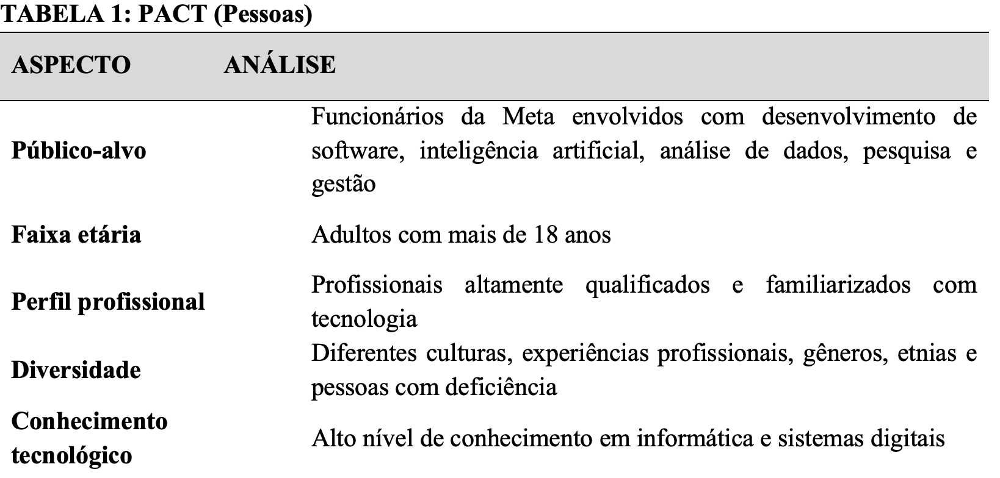 TABELA 1: PACT (Pessoas)
ASPECTO ANÁLISE
Público-alvo
Funcionários da Meta envolvidos com desenvolvimento de
software, inteligência artificial, análise de dados, pesquisa e
gestão
Faixa etária
Adultos com mais de 18 anos
Perfil profissional
Profissionais altamente qualificados e familiarizados com
tecnologia
Diversidade
Diferentes culturas, experiências profissionais, gêneros, etnias e
pessoas com deficiência
Conhecimento
tecnológico
Alto nível de conhecimento em informática e sistemas digitais